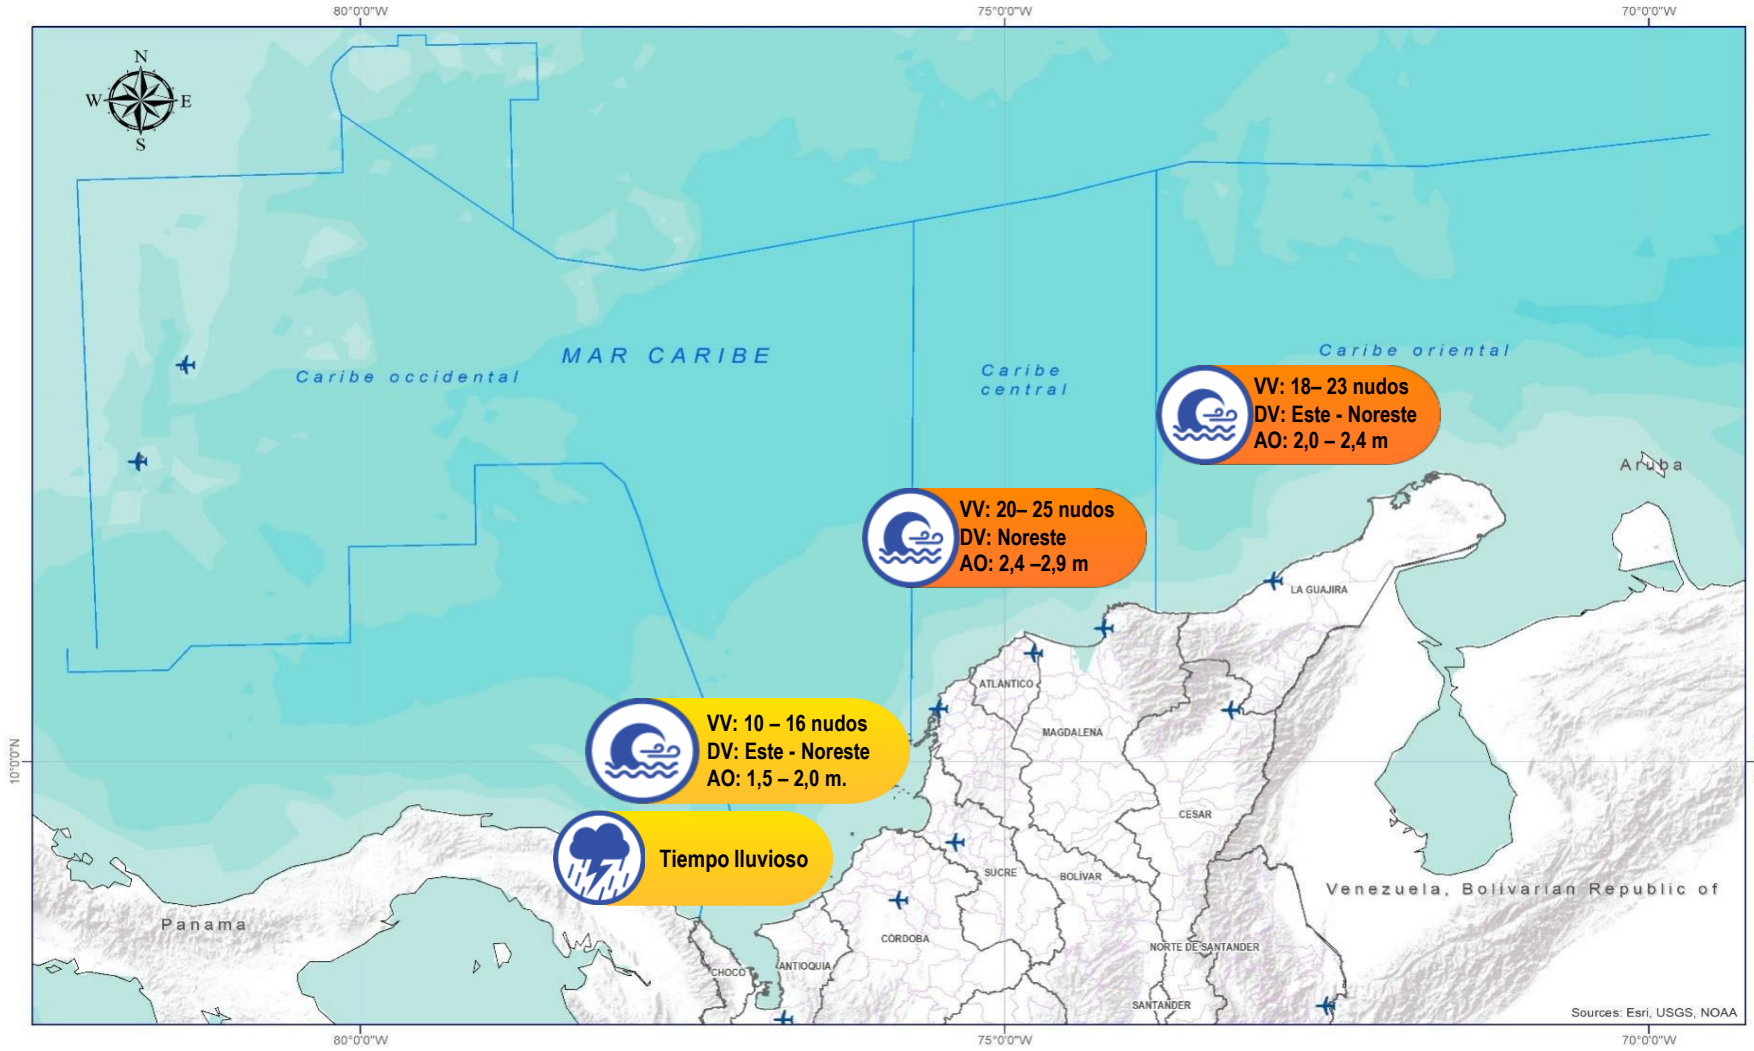 80°0'0"W
75°0'0"W
70°0'0"W
N
W
E
S
MAR CARIBE
Caribe occidental
Caribe
central
Caribe oriental
VV: 18– 23 nudos
DV: Este - Noreste
AO: 2,0 – 2,4 m
Aruba
VV: 20– 25 nudos
DV: Noreste
AO: 2,4 –2,9 m
LA GUAJIRA
ATLÁNTICO
MAGDALENA
VV: 10 – 16 nudos
DV: Este - Noreste
AO: 1,5 – 2,0 m.
10°0'0"N
CESAR
Tiempo lluvioso
SUCRE
BOLÍVAR
Venezuela, Bolivarian Republic of
Panama
CÓRDOBA
NORTE DE SANTANDER
CHOCÓ
ANTIOQUIA
SANTANDER
Sources: Esri, USGS, NOAA
80°0'0"W
75°0'0"W
70°0'0"W